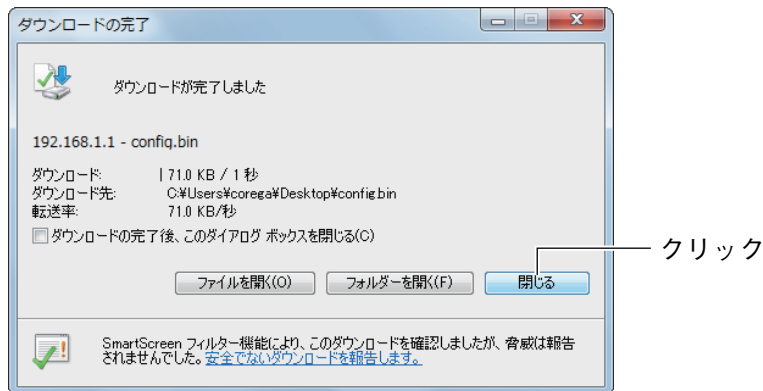 ダウンロードの完了
ダウンロードが完了しました
192.168.1.1 - config.bin
ダウンロード: 71.0 KB / 1 秒
ダウンロード先: C:¥Users¥corega¥Desktop¥config.bin
転送率: 71.0 KB/秒
ダウンロードの完了後、このダイアログ ボックスを閉じる(C)
ファイルを開く(O) フォルダーを開く(F) 閉じる
クリック
SmartScreen フィルター機能により、このダウンロードを確認しましたが、脅威は報告
されませんでした。安全でないダウンロードを報告します。